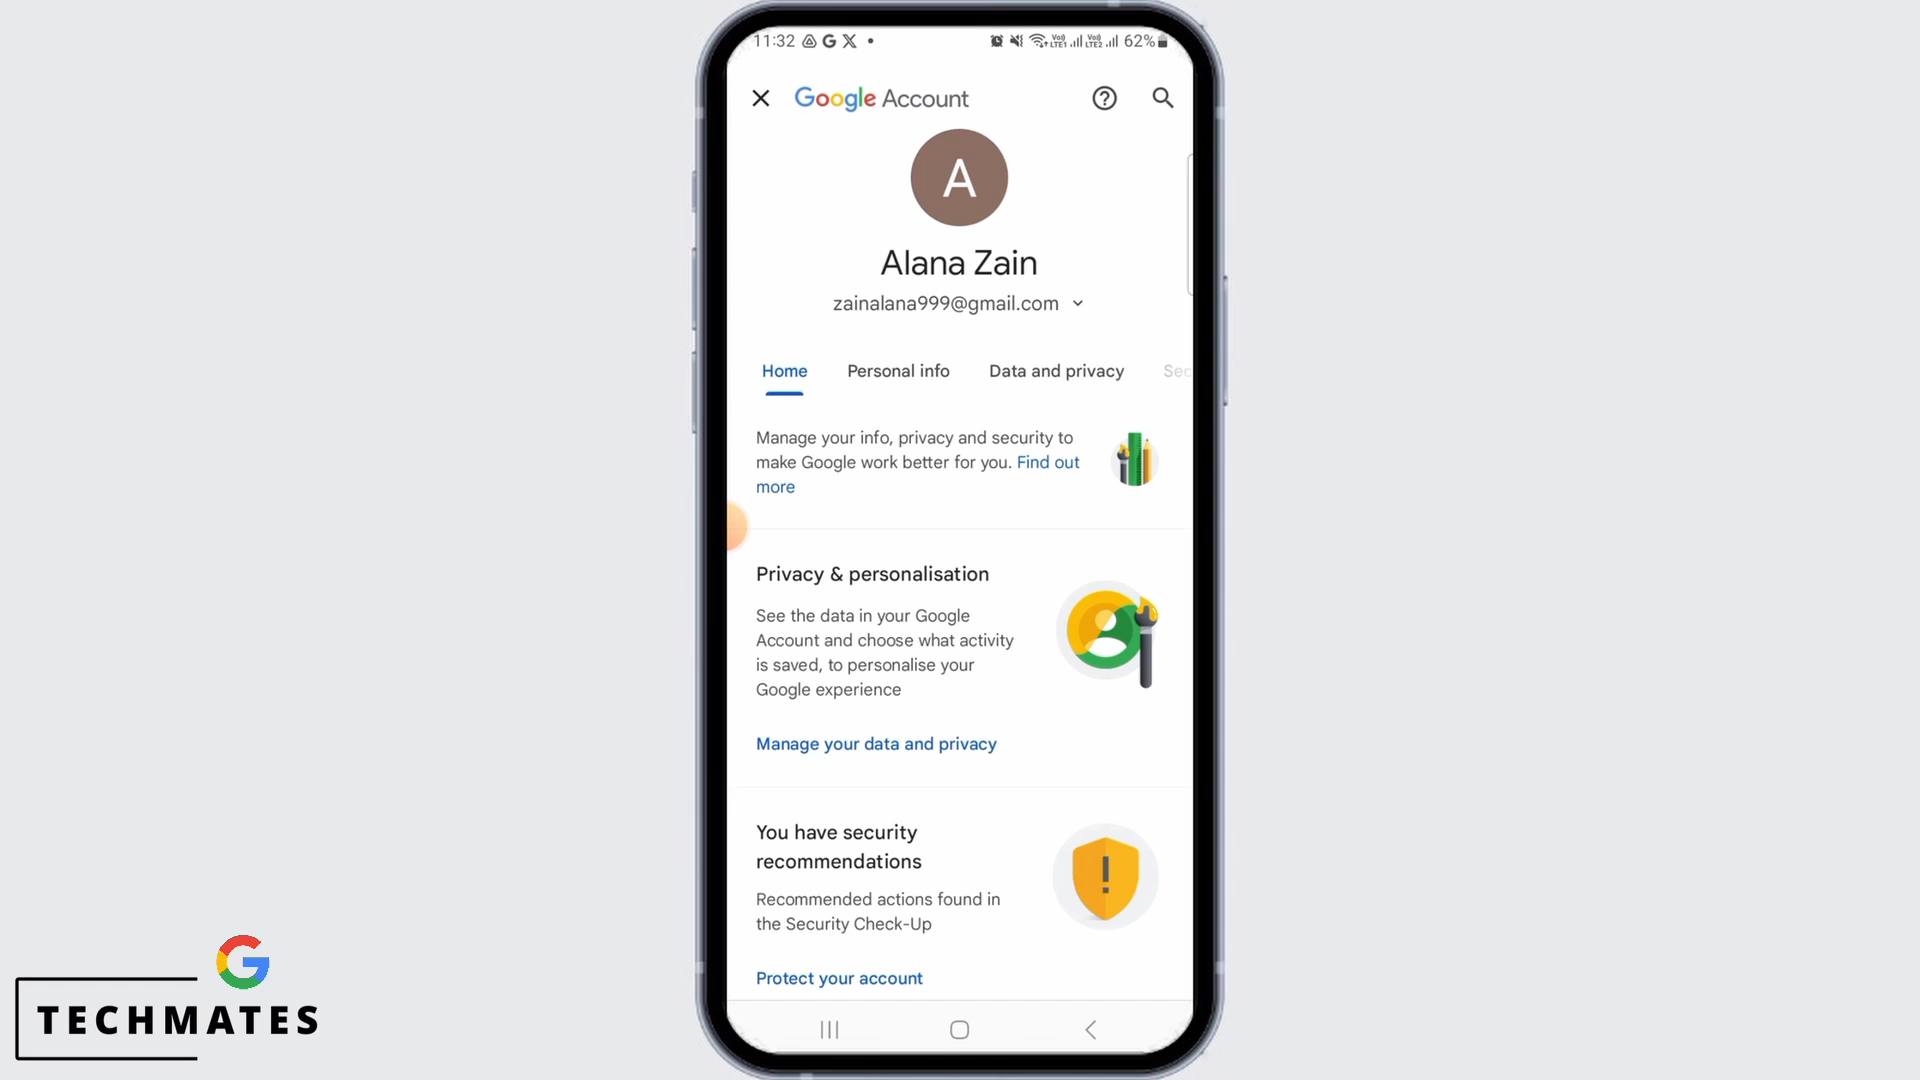 11:32
62%
Google Account
A
Alana Zain
zainalana999@gmail.com
Home Personal info Data and privacy Sec
Manage your info, privacy and security to
make Google work better for you. Find out
more
Privacy & personalisation
See the data in your Google
Account and choose what activity
is saved, to personalise your
Google experience
Manage your data and privacy
You have security
recommendations
Recommended actions found in
the Security Check-Up
Protect your account
TECHMATES